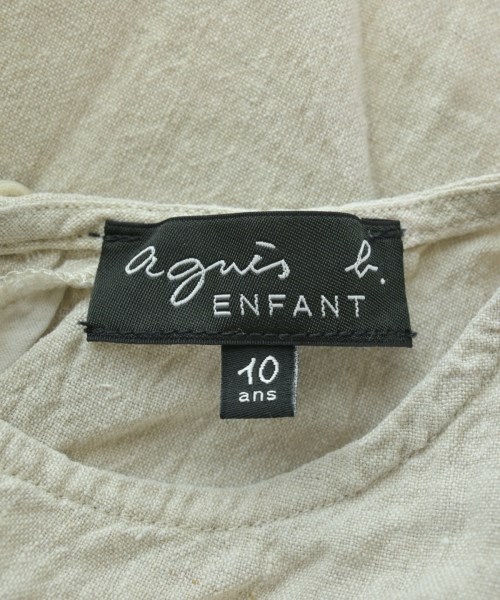 agnès b.
ENFANT
10
ans